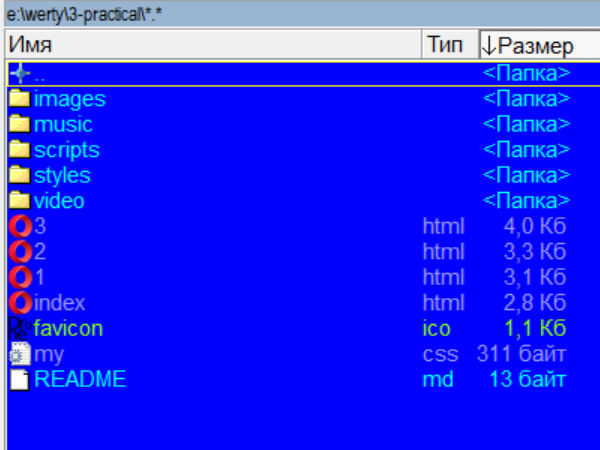 e:\werty\3-practical\*.*
Имя Тип ↓Размер
.. <Папка>
images <Папка>
music <Папка>
scripts <Папка>
styles <Папка>
video <Папка>
3 html 4,0 Кб
2 html 3,3 Кб
1 html 3,1 Кб
index html 2,8 Кб
favicon ico 1,1 Кб
my css 311 байт
README md 13 байт